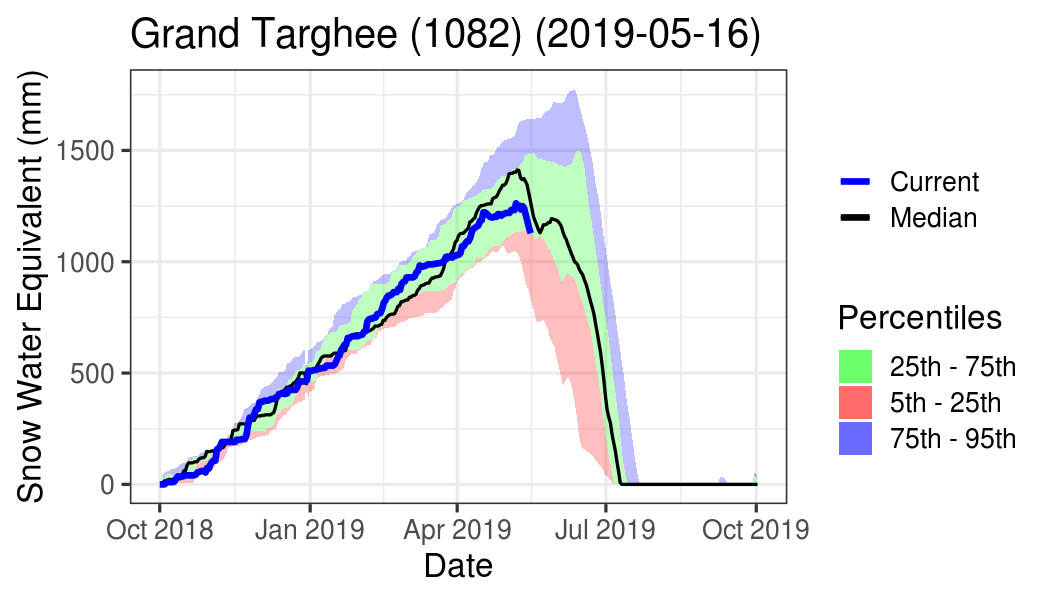 Grand Targhee (1082) (2019-05-16)
Snow Water Equivalent (mm)
1500
1000
500
0
Oct 2018
Jan 2019
Apr 2019
Jul 2019
Oct 2019
Date
Current
Median
Percentiles
25th - 75th
5th - 25th
75th - 95th